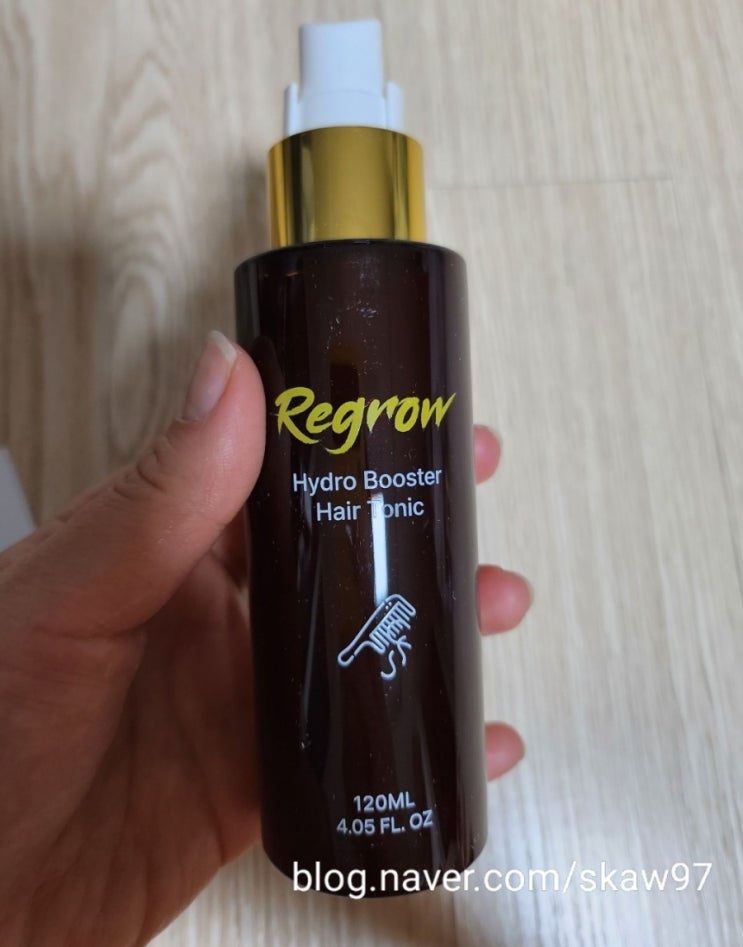 Regrow
Hydro Booster
Hair Tonic
120ML
4.05 FL. OZ
blog.naver.com/skaw97